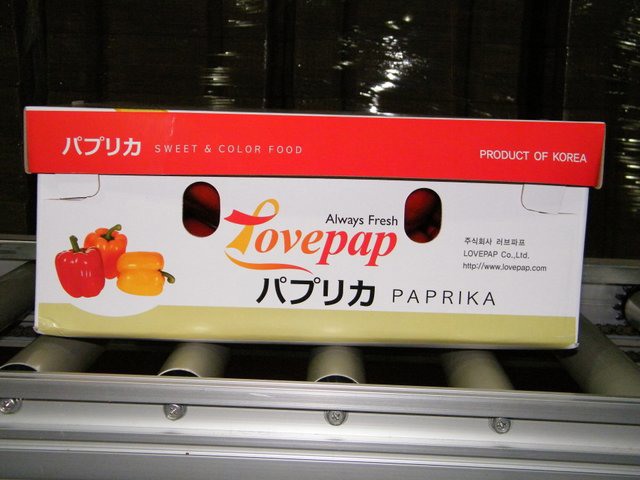 パプリカ SWEET & COLOR FOOD
PRODUCT OF KOREA
Always Fresh
Lovepap
パプリカ PAPRIKA
주식회사 러브파프
LOVEPAP Co.,Ltd.
http://www.lovepap.com